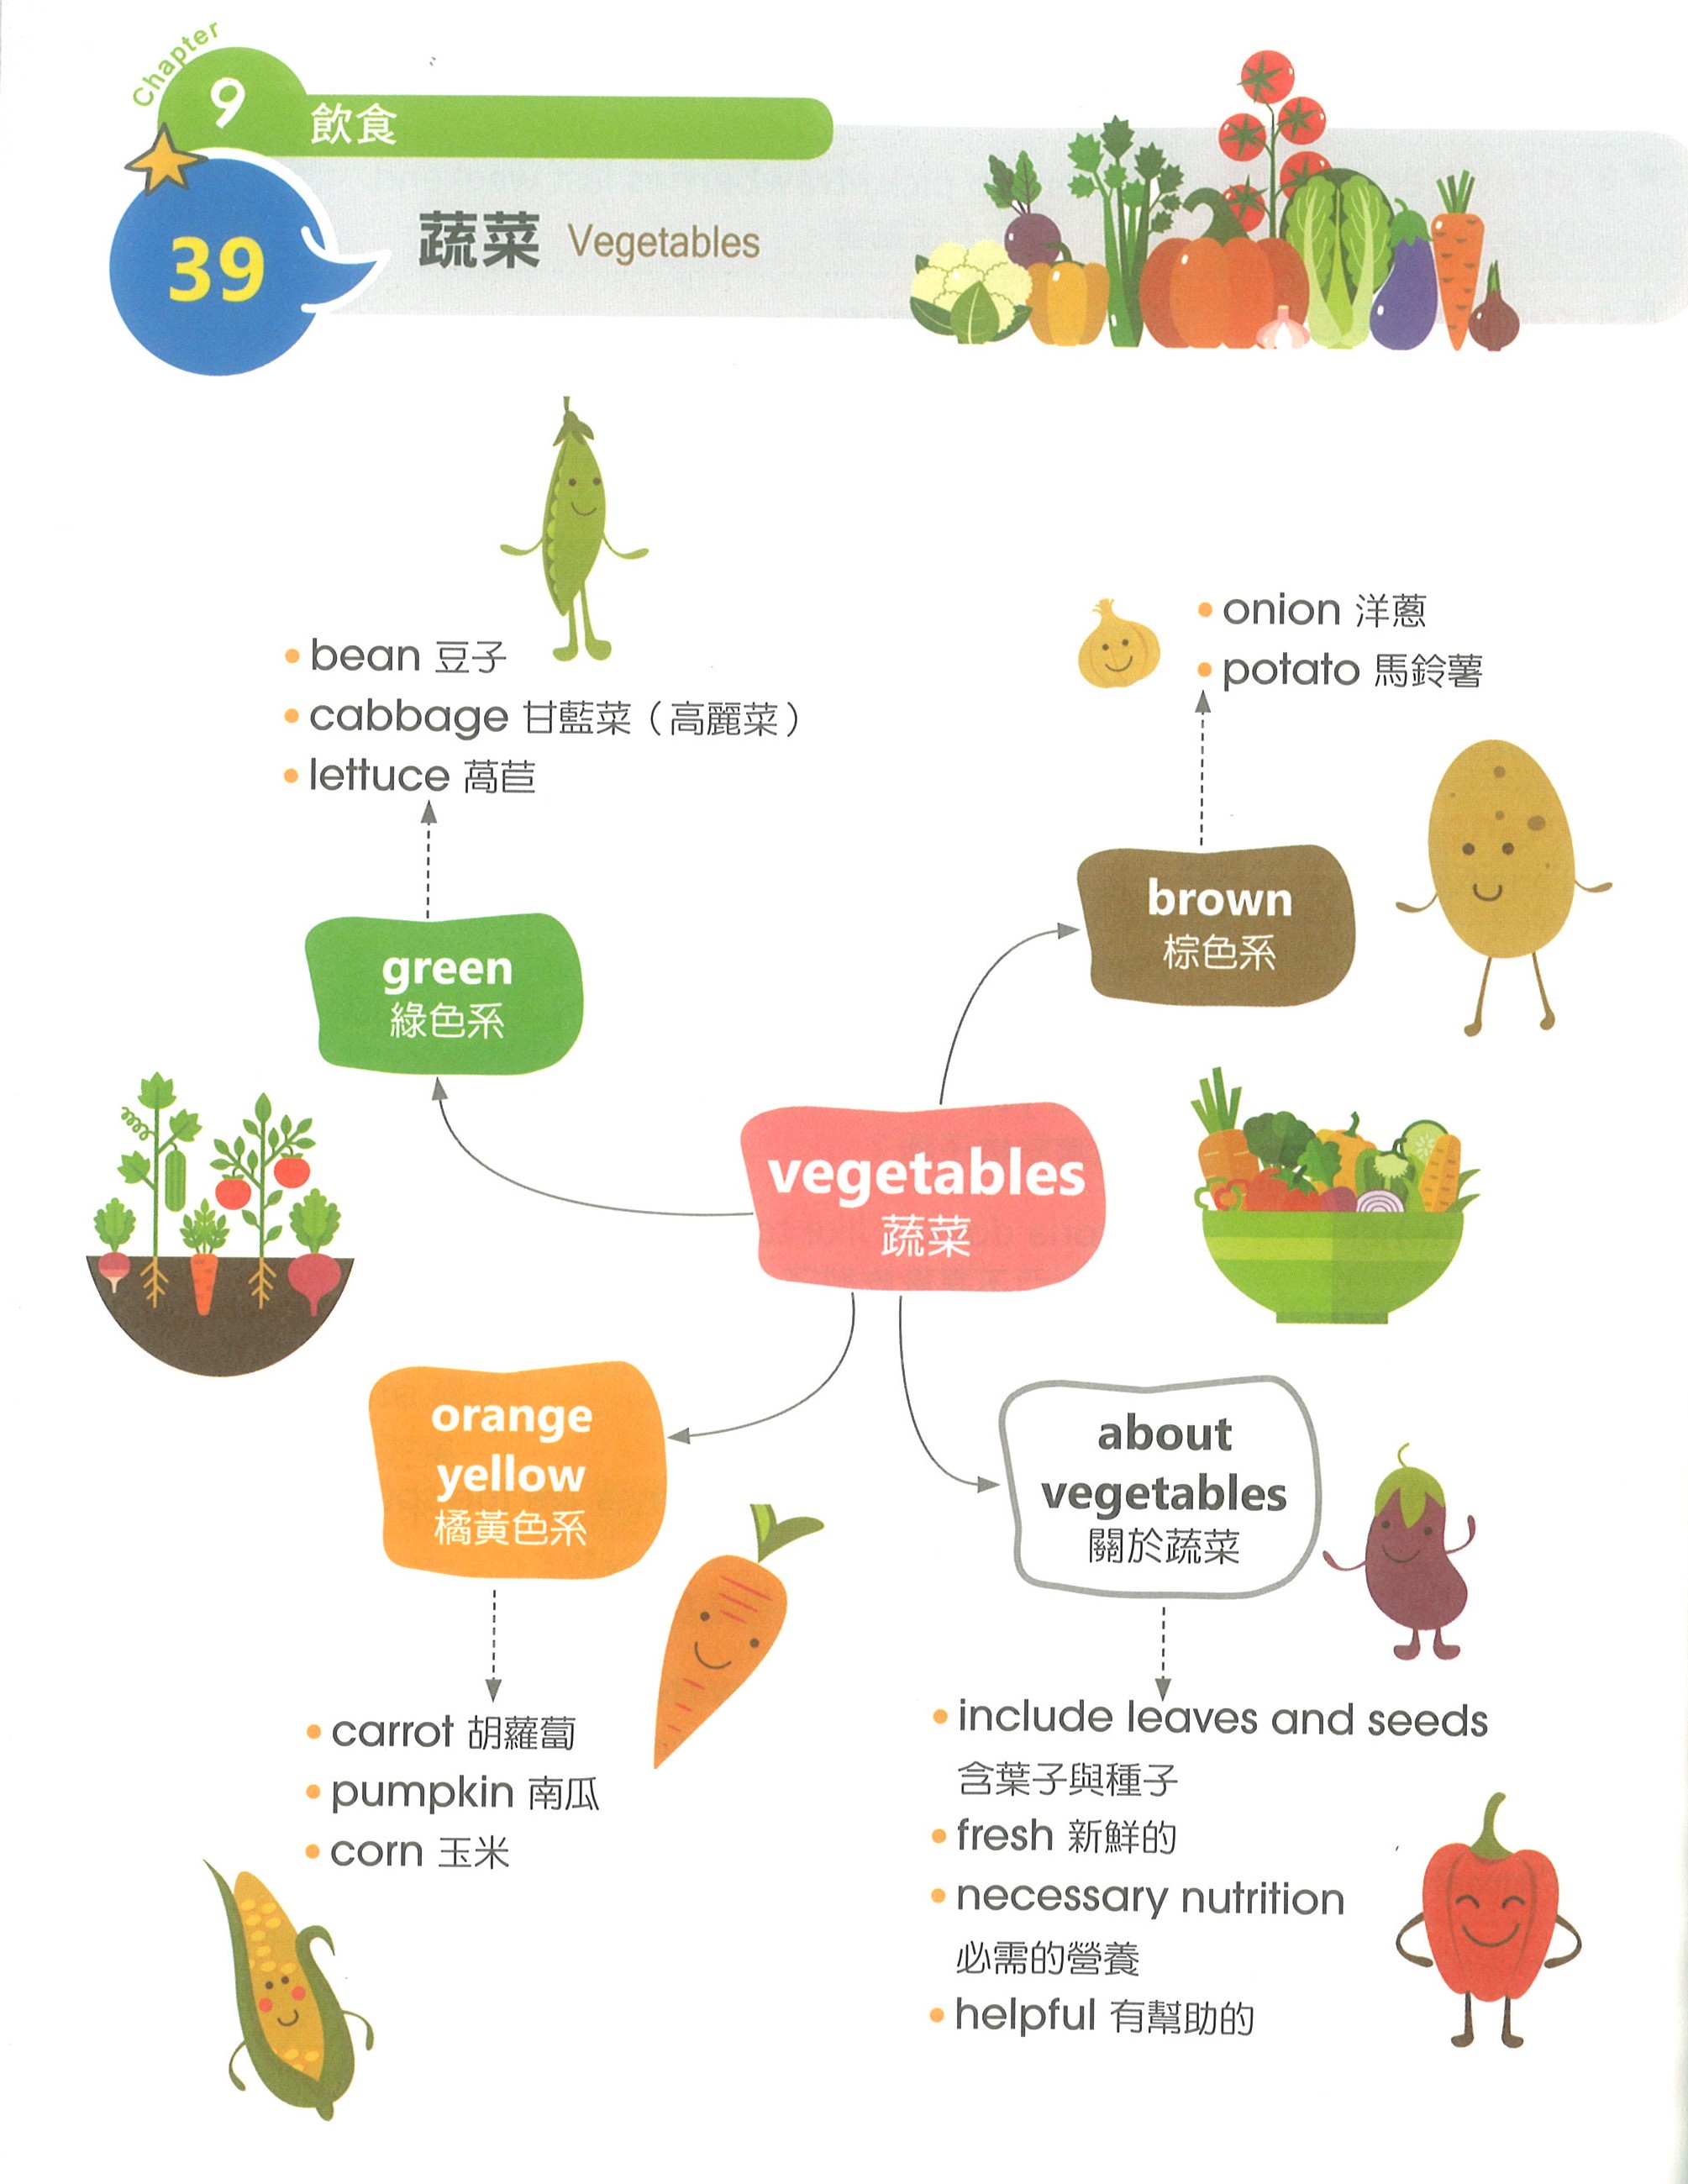 Chapter
9 飲食
39 蔬菜 Vegetables
bean 豆子
cabbage 甘藍菜（高麗菜）
lettuce 萵苣
green
綠色系
onion 洋蔥
potato 馬鈴薯
brown
棕色系
vegetables
蔬菜
orange
yellow
橘黃色系
carrot 胡蘿蔔
pumpkin 南瓜
corn 玉米
about
vegetables
關於蔬菜
include leaves and seeds
含葉子與種子
fresh 新鮮的
necessary nutrition
必需的營養
helpful 有幫助的